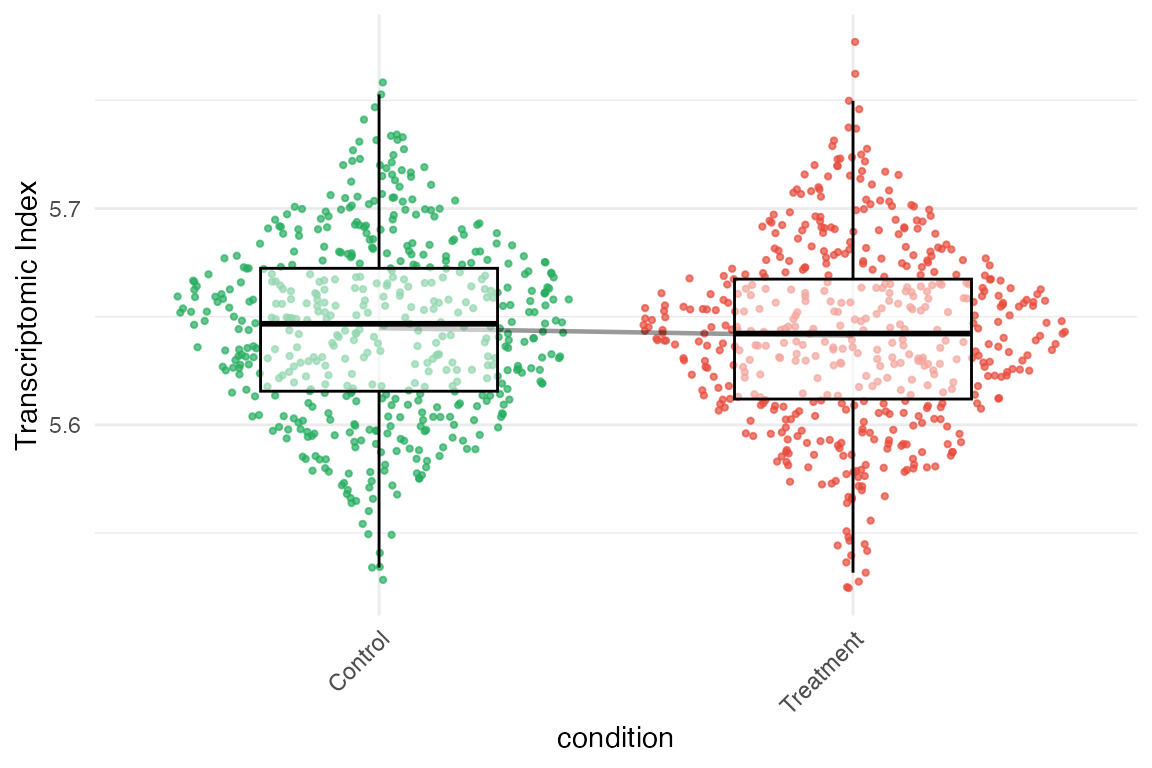 Transcriptomic Index
5.7
5.6
Control
Treatment
condition